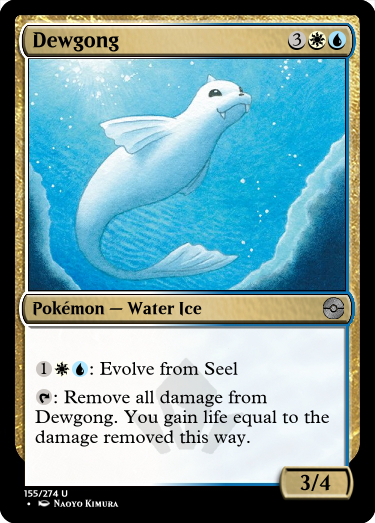 Dewgong 3
Pokémon — Water Ice
1 : Evolve from Seel
: Remove all damage from
Dewgong. You gain life equal to the
damage removed this way.
3/4
155/274 U
• Naoyo Kimura